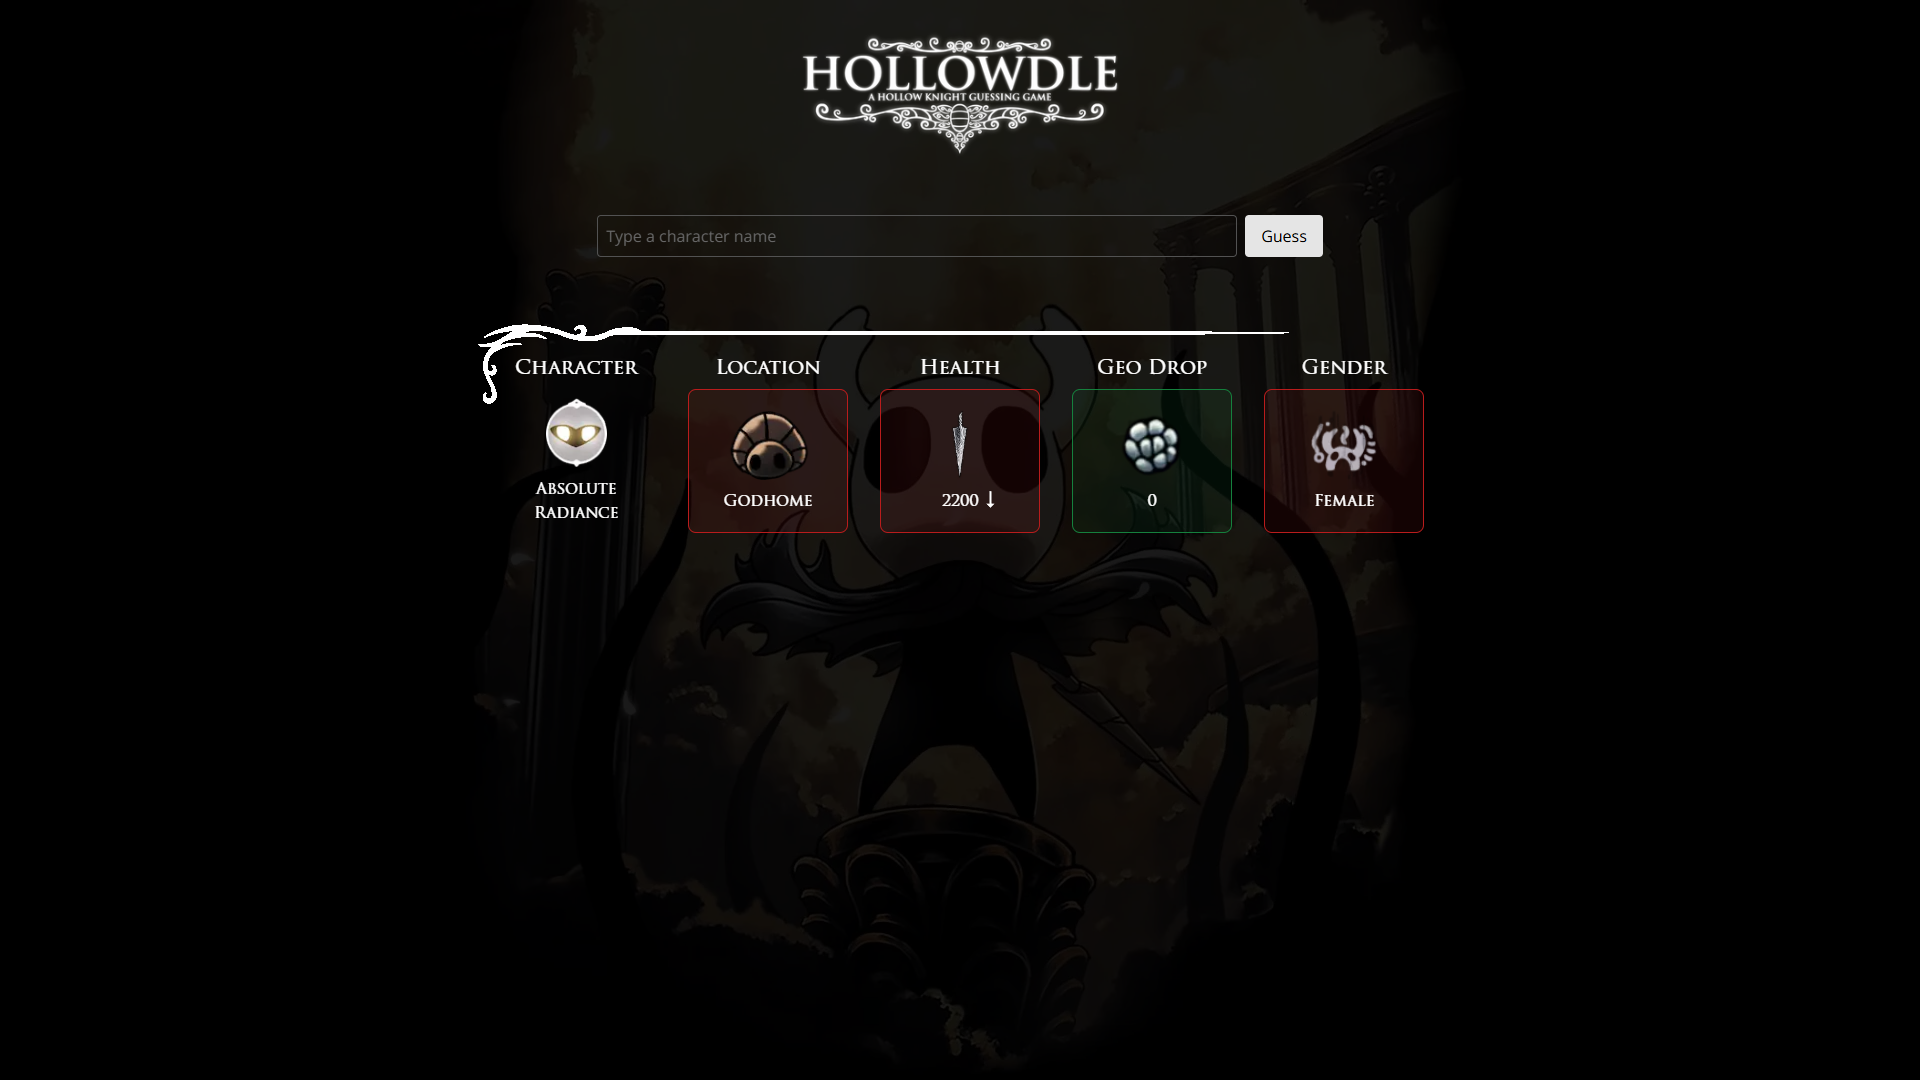 HOLLOWDLE
A HOLLOW KNIGHT GUESSING GAME
Type a character name
Guess
Character
Location
Health
Geo Drop
Gender
Absolute
Radiance
Godhome
2200 ↓
0
Female